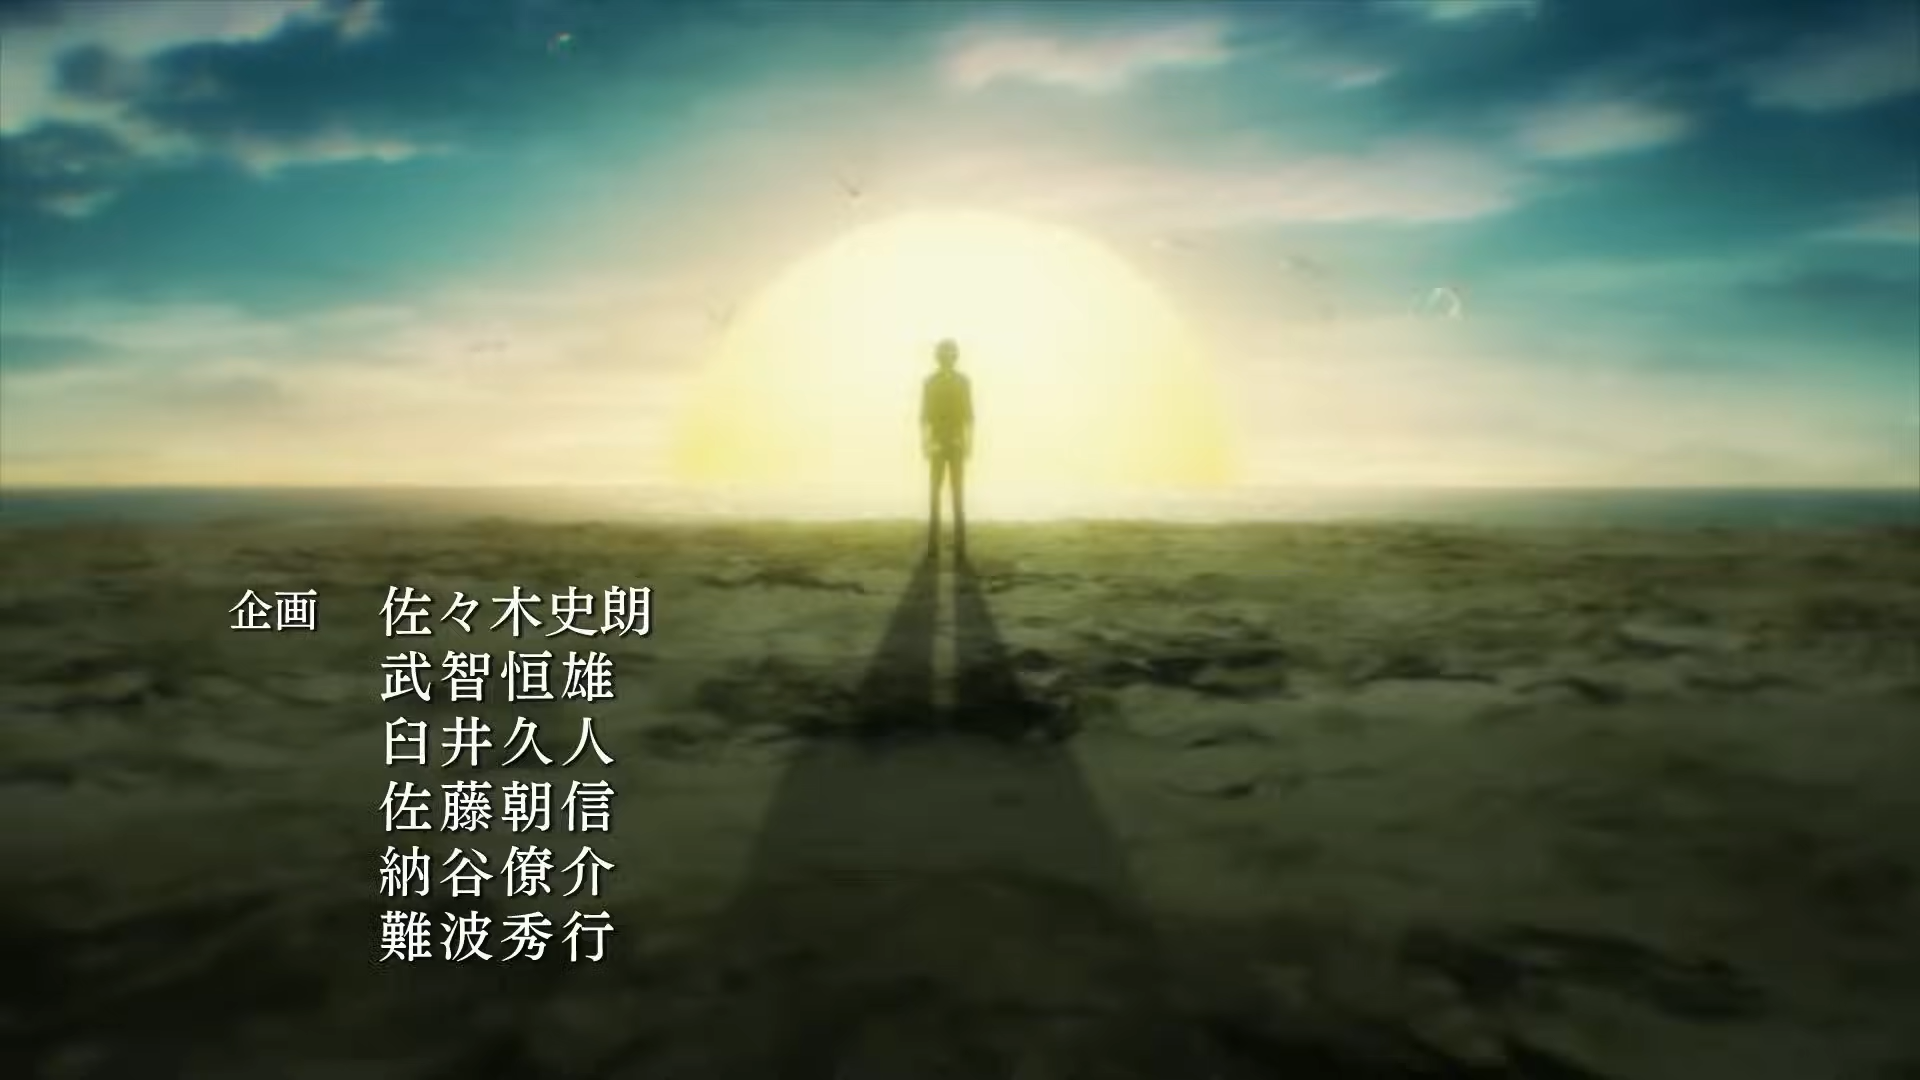 企画 佐々木史朗
武智恒雄
臼井久人
佐藤朝信
納谷僚介
難波秀行